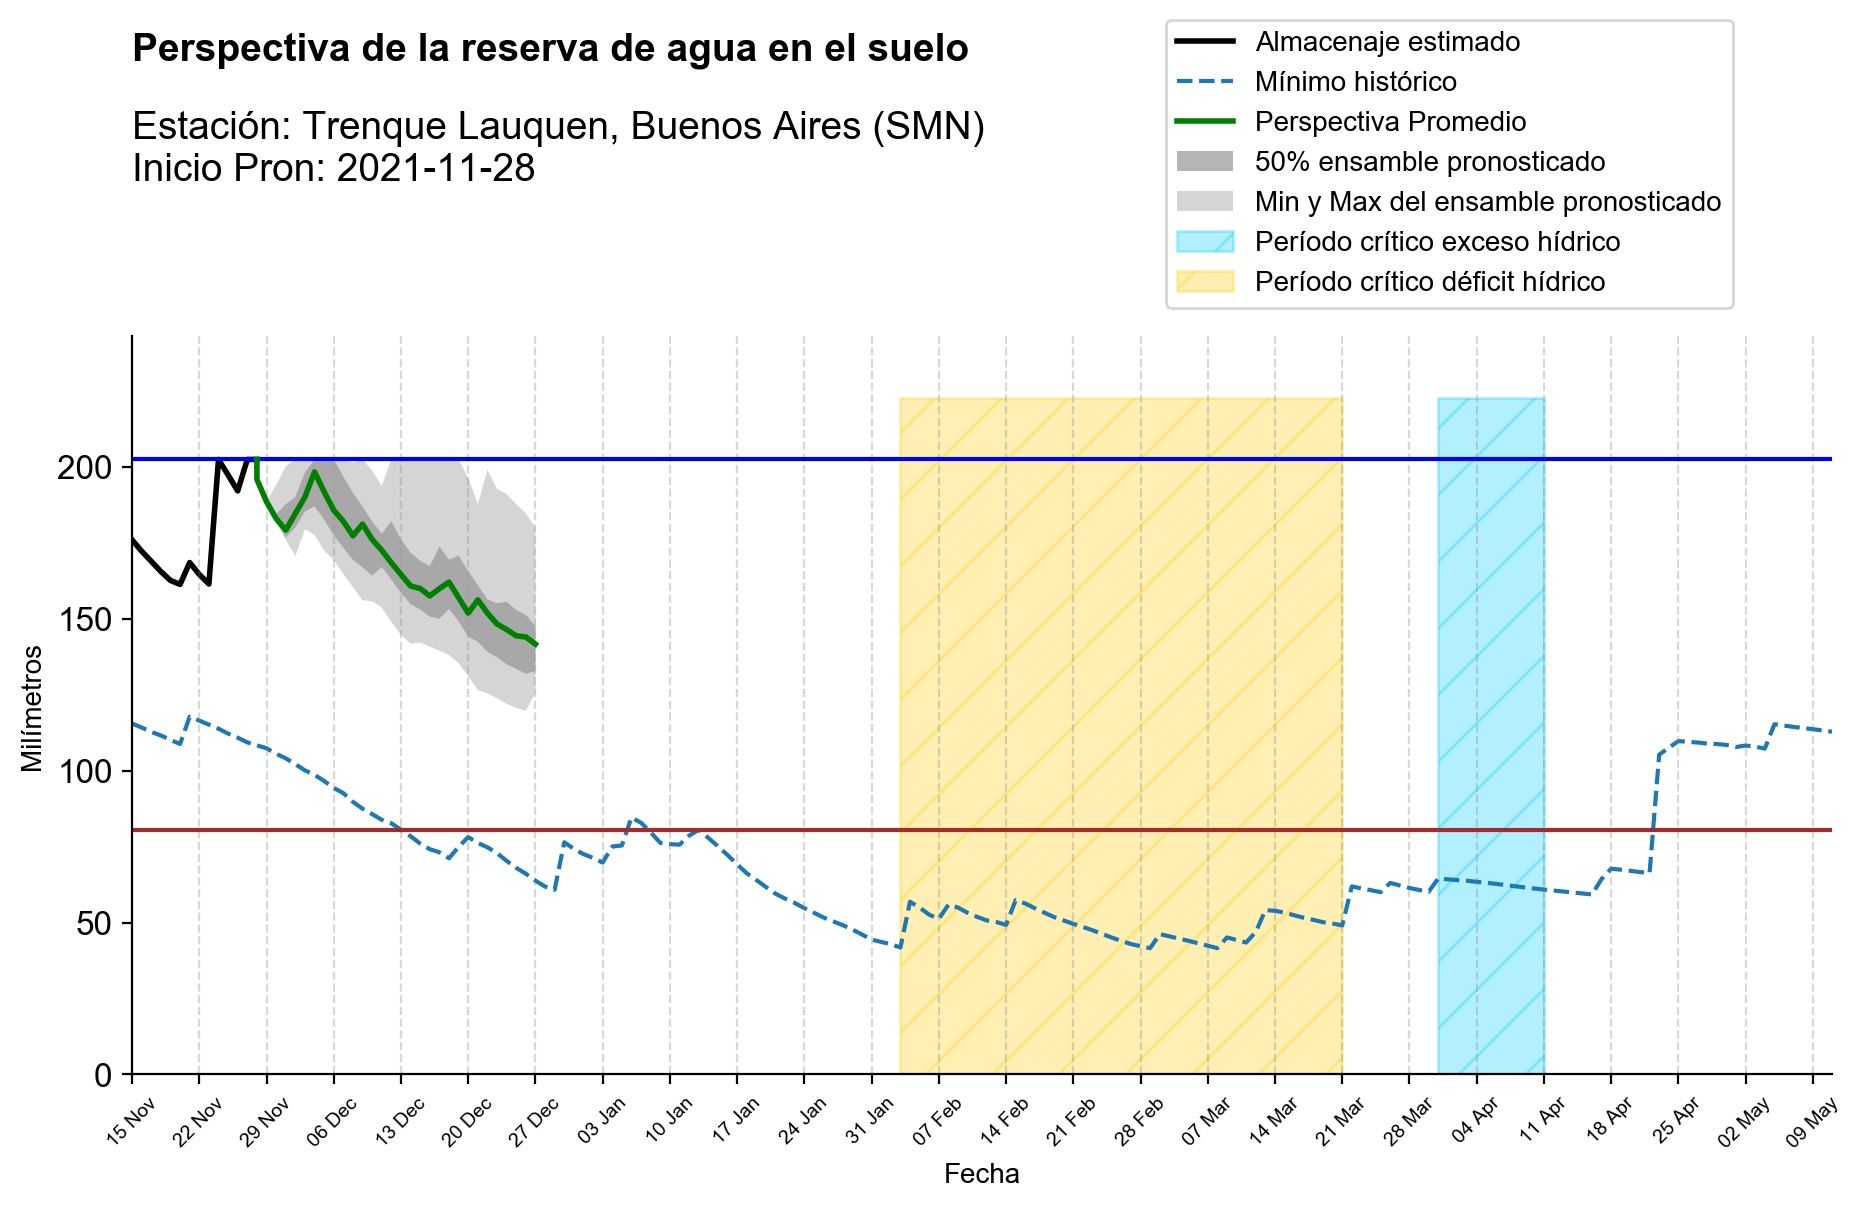 Perspectiva de la reserva de agua en el suelo
Estación: Trenque Lauquen, Buenos Aires (SMN)
Inicio Pron: 2021-11-28
Almacenaje estimado
Mínimo histórico
Perspectiva Promedio
50% ensamble pronosticado
Min y Max del ensamble pronosticado
Período crítico exceso hídrico
Período crítico déficit hídrico
Milímetros
200
150
100
50
0
15 Nov
22 Nov
29 Nov
06 Dec
13 Dec
20 Dec
27 Dec
03 Jan
10 Jan
17 Jan
24 Jan
31 Jan
07 Feb
14 Feb
21 Feb
28 Feb
07 Mar
14 Mar
21 Mar
28 Mar
04 Apr
11 Apr
18 Apr
25 Apr
02 May
09 May
Fecha